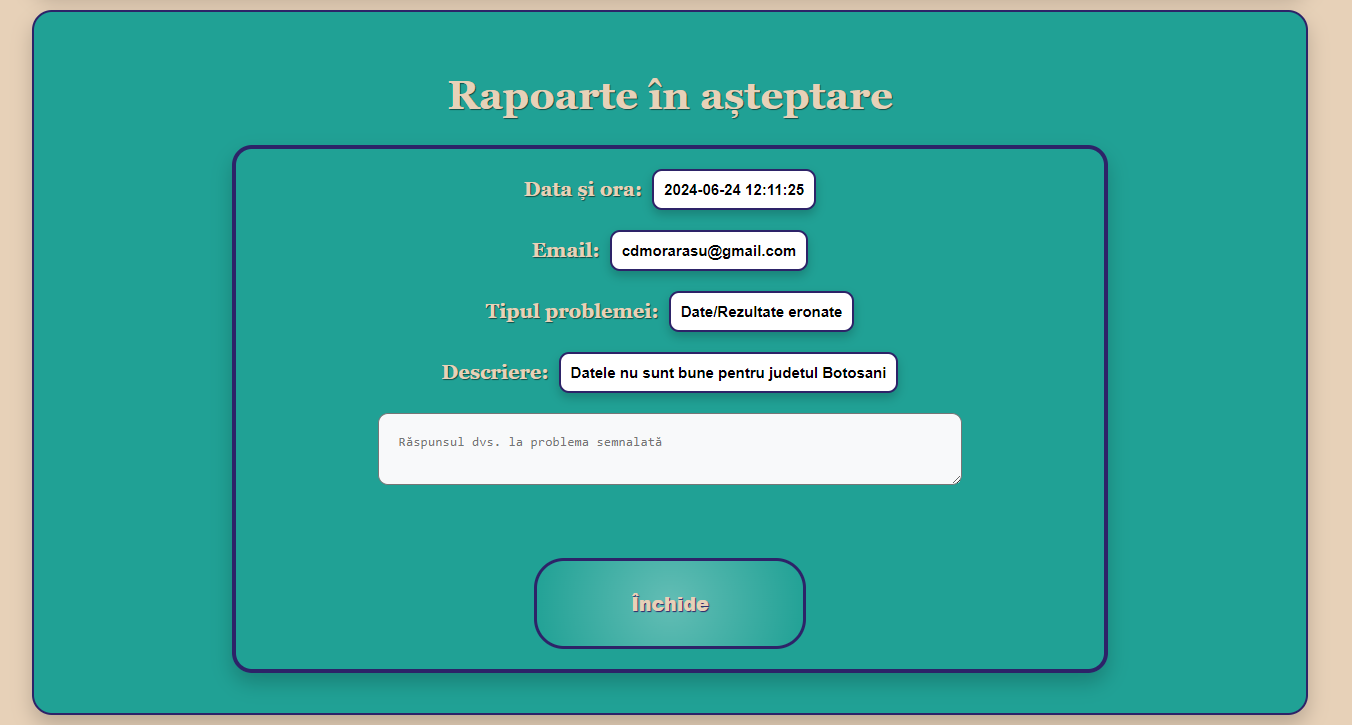 Rapoarte în așteptare
Data și ora: 2024-06-24 12:11:25
Email: cdmorarasu@gmail.com
Tipul problemei: Date/Rezultate eronate
Descriere: Datele nu sunt bune pentru judetul Botosani
Răspunsul dvs. la problema semnalată
Închide